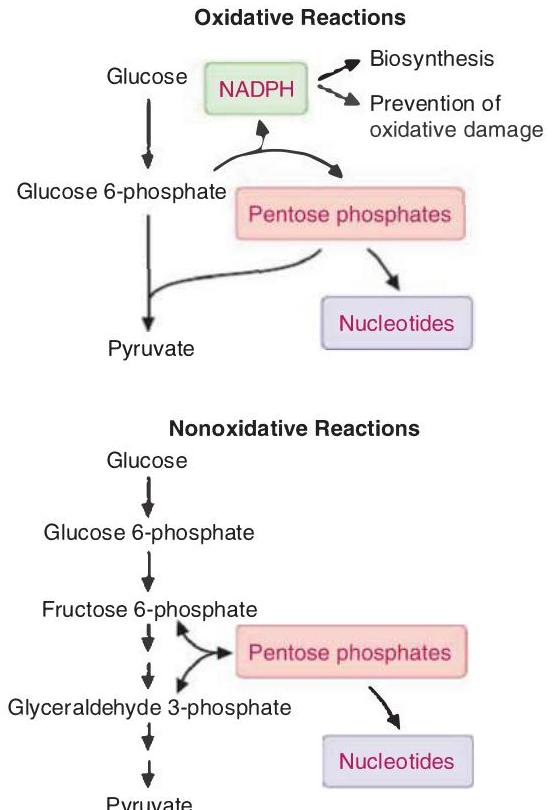 Oxidative Reactions
Glucose
NADPH
Biosynthesis
Prevention of
oxidative damage
Glucose 6-phosphate
Pentose phosphates
Nucleotides
Pyruvate
Nonoxidative Reactions
Glucose
Glucose 6-phosphate
Fructose 6-phosphate
Pentose phosphates
Glyceraldehyde 3-phosphate
Nucleotides
Pyruvate